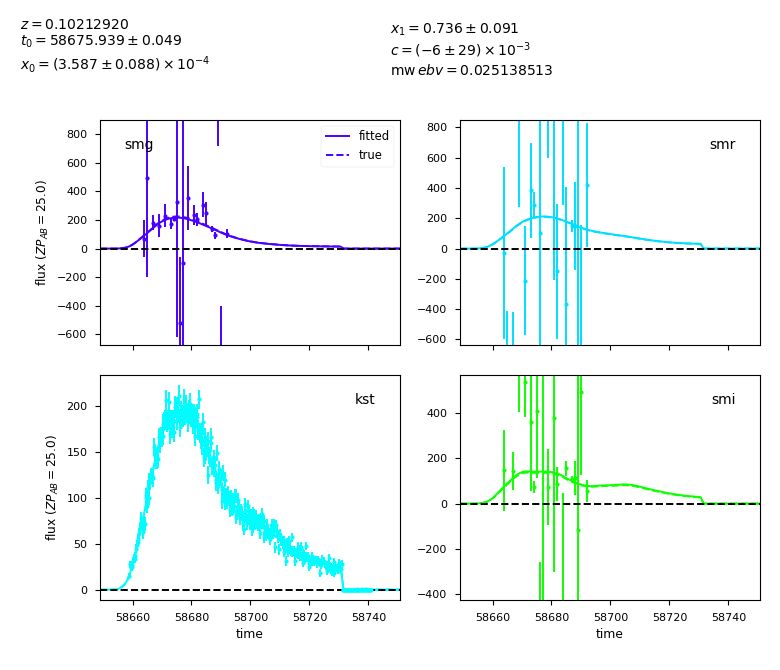 z = 0.10212920
t₀ = 58675.939 ± 0.049
x₀ = (3.587 ± 0.088) × 10⁻⁴
x₁ = 0.736 ± 0.091
c = (−6 ± 29) × 10⁻³
mw ebv = 0.025138513
smg
fitted
true
flux (ZP_AB = 25.0)
800
600
400
200
0
−200
−400
−600
smr
800
600
400
200
0
−200
−400
−600
kst
flux (ZP_AB = 25.0)
200
150
100
50
0
58660 58680 58700 58720 58740
time
smi
400
200
0
−200
−400
58660 58680 58700 58720 58740
time